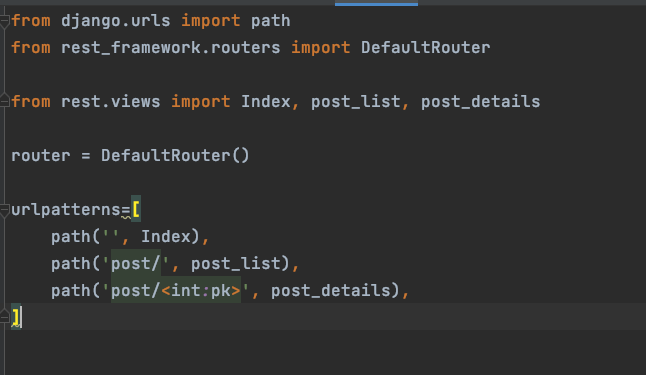 from django.urls import path
from rest_framework.routers import DefaultRouter
from rest.views import Index, post_list, post_details
router = DefaultRouter()
urlpatterns=[
path('', Index),
path('post/', post_list),
path('post/<int:pk>', post_details),
]